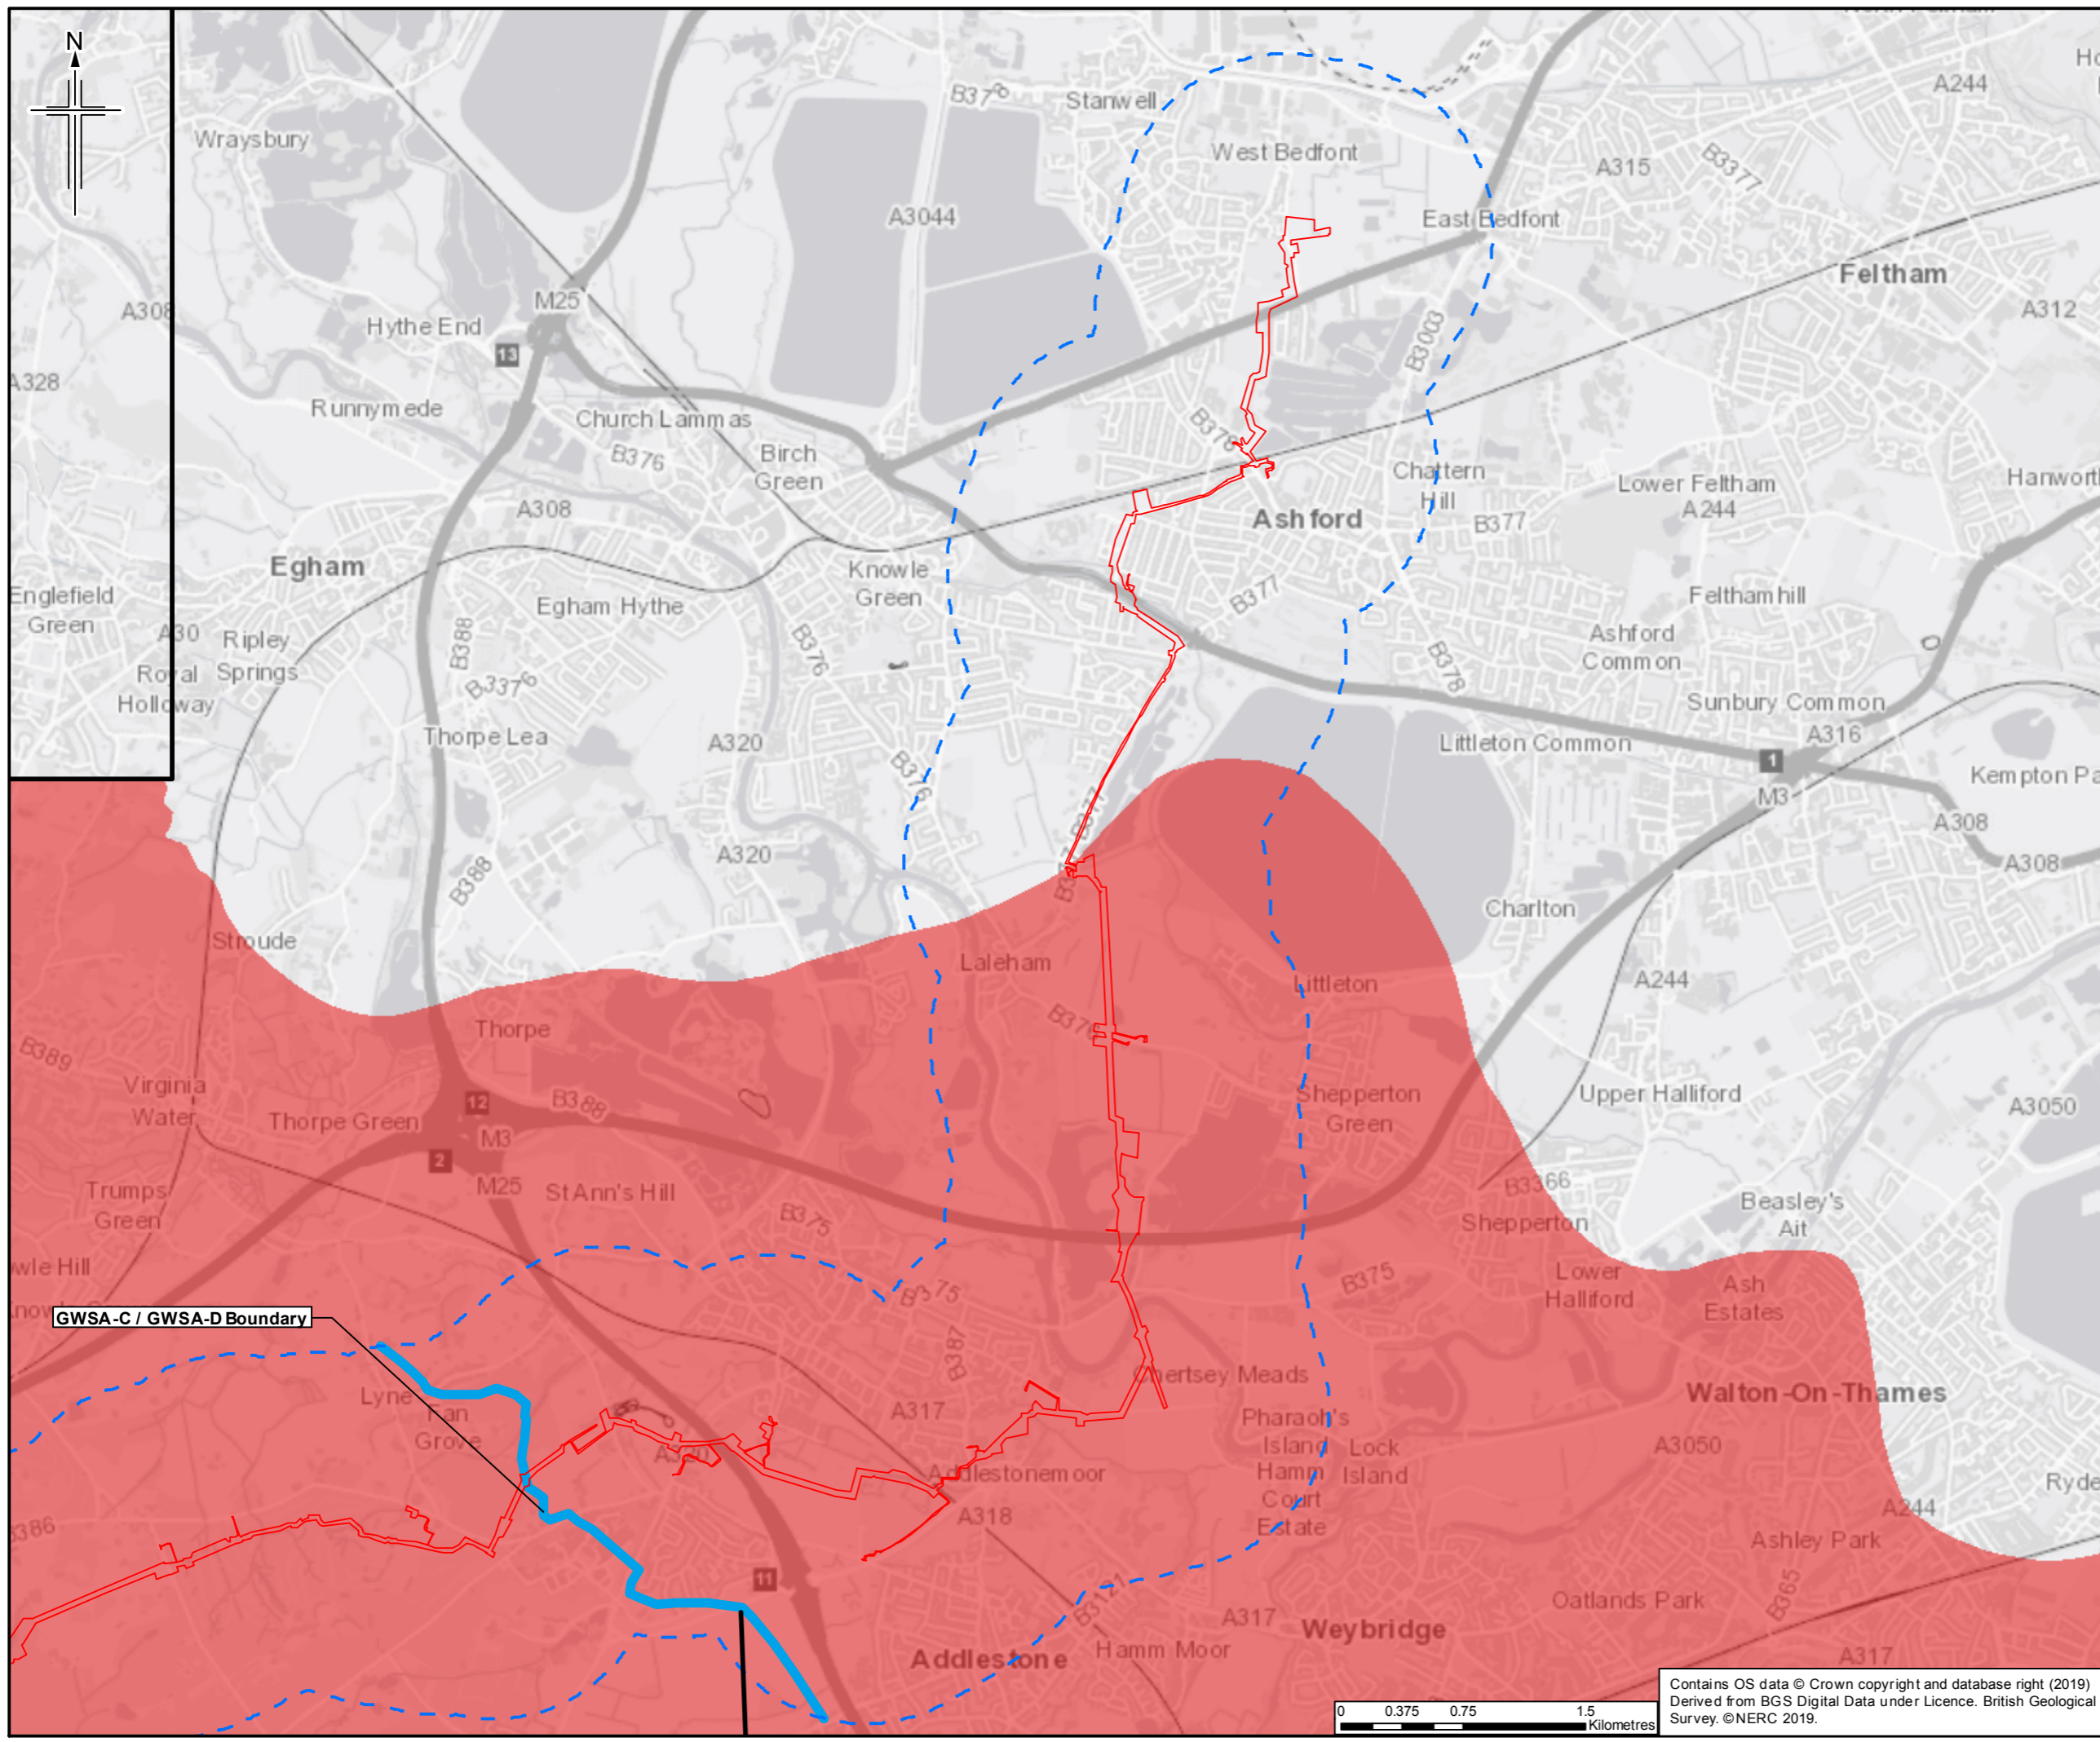 N
Wraysbury
B378
Stanwell
A244
West Bedfont
A315
B3377
A3044
East Bedfont
Feltham
M25
A308
Hythe End
13
A312
B3003
A328
Runnymede
Church Lammas
B376
Birch
Green
B378
Chattern
Hill
Lower Feltham
A244
A308
Ashford
B377
Egham
Knowle
Green
Englefield
Green
Egham Hythe
B377
Felthamhill
A30
Ripley
Springs
B388
B376
Ashford
Common
Royal
Holloway
B3376
B378
Sunbury Common
Thorpe Lea
A320
Littleton Common
A316
1
B376
M3
B377
A308
A320
B388
A308
B377
Charlton
Stroude
Laleham
Littleton
A244
Thorpe
B376
B389
Virginia
Water
Thorpe Green
12
B388
Shepperton
Green
Upper Halliford
A3050
M3
2
M25
Trumps
Green
St Ann's Hill
B375
B3366
Shepperton
Beasley's
Ait
wle Hill
B375
B375
Lower
Halliford
Ash
Estates
GWSA-C / GWSA-D Boundary
B387
Chertsey Meads
Lyne
Fan
Grove
A317
Walton-On-Thames
Pharaoh's
Island
Lock
Island
A3050
A320
Addlestonemoor
Hamm
Court
Estate
A318
A244
Ashley Park
11
B3121
A317
Oatlands Park
B365
Weybridge
Addlestone
Hamm Moor
A317
0 0.375 0.75 1.5
Kilometres
Contains OS data © Crown copyright and database right (2019)
Derived from BGS Digital Data under Licence. British Geological
Survey. ©NERC 2019.